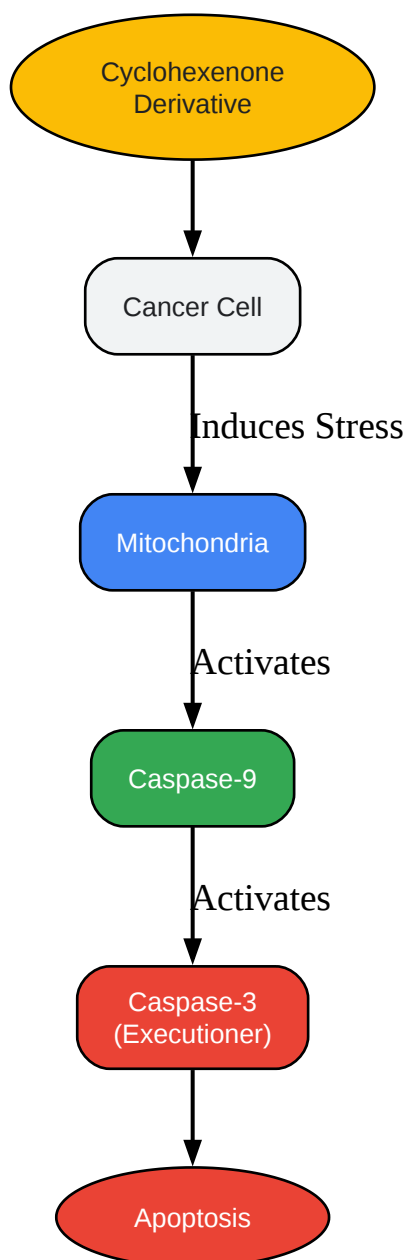 Cyclohexenone
Derivative
Cancer Cell
Induces Stress
Mitochondria
Activates
Caspase-9
Activates
Caspase-3
(Executioner)
Apoptosis